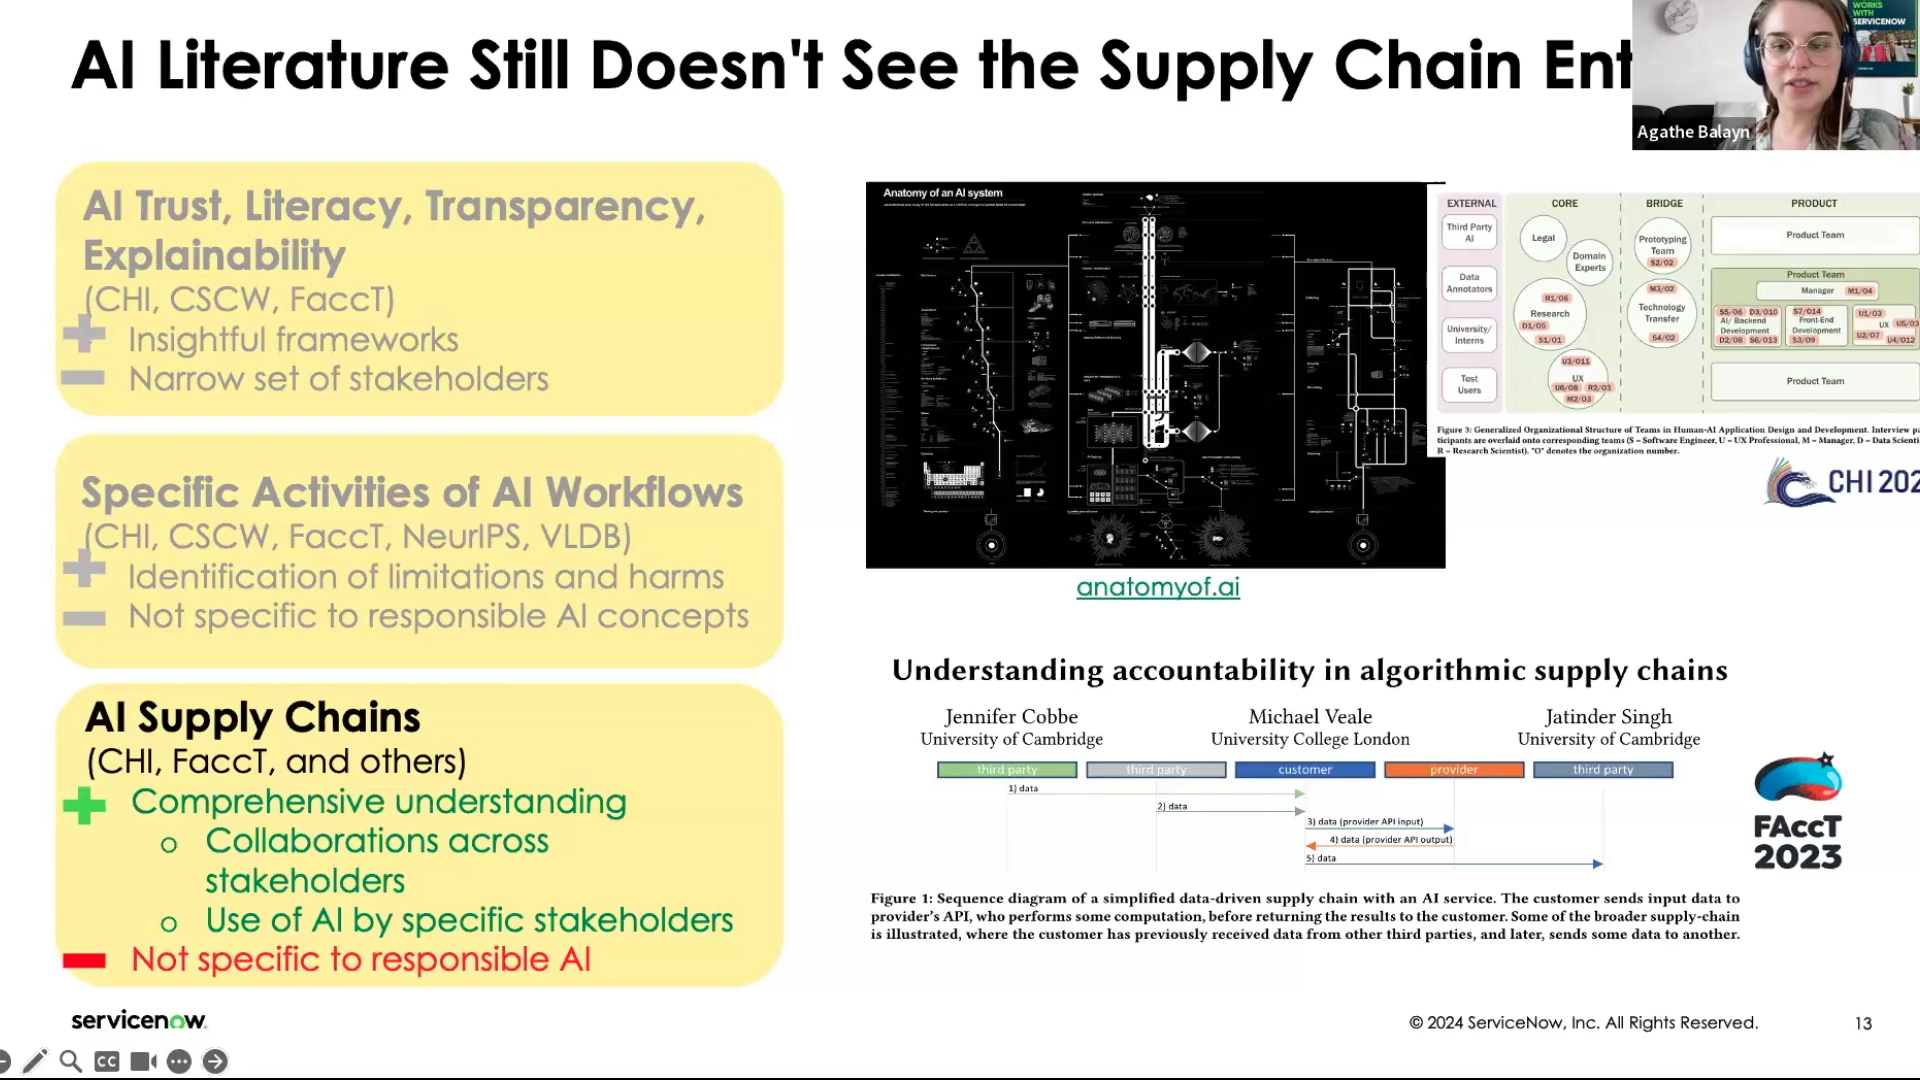 AI Literature Still Doesn't See the Supply Chain Ent
WORKS
WITH
SERVICENOW
Agathe Balayn
AI Trust, Literacy, Transparency,
Explainability
(CHI, CSCW, FaccT)
Insightful frameworks
Narrow set of stakeholders
Specific Activities of AI Workflows
(CHI, CSCW, FaccT, NeurIPS, VLDB)
Identification of limitations and harms
Not specific to responsible AI concepts
AI Supply Chains
(CHI, FaccT, and others)
Comprehensive understanding
o Collaborations across
stakeholders
o Use of AI by specific stakeholders
Not specific to responsible AI
Anatomy of an AI system
anatomyof.ai
EXTERNAL CORE BRIDGE PRODUCT
Third Party
AI
Data
Annotators
University/
Interns
Test
Users
Legal
Domain
Experts
R1/06
Research
D1/05
S1/01
U3/011
UX
U6/08 R2/03
M2/03
Prototyping
Team
S2/02
M3/02
Technology
Transfer
S4/02
Product Team
Product Team
Manager M1/04
S5/06 D3/010
AI/ Backend
Development
D2/08 S6/013
S7/014
Front-End
Development
S3/09
U1/03
UX U5/03
U2/07 U4/012
Product Team
Figure 3: Generalized Organizational Structure of Teams in Human-AI Application Design and Development. Interview pa
ticipants are overlaid onto corresponding teams (S – Software Engineer, U – UX Professional, M – Manager, D – Data Scienti
R – Research Scientist). "O" denotes the organization number.
CHI 202
Understanding accountability in algorithmic supply chains
Jennifer Cobbe Michael Veale Jatinder Singh
University of Cambridge University College London University of Cambridge
third party third party customer provider third party
1) data
2) data
3) data (provider API input)
4) data (provider API output)
5) data
FAccT
2023
Figure 1: Sequence diagram of a simplified data-driven supply chain with an AI service. The customer sends input data to
provider's API, who performs some computation, before returning the results to the customer. Some of the broader supply-chain
is illustrated, where the customer has previously received data from other third parties, and later, sends some data to another.
servicenow
© 2024 ServiceNow, Inc. All Rights Reserved.
13
CC